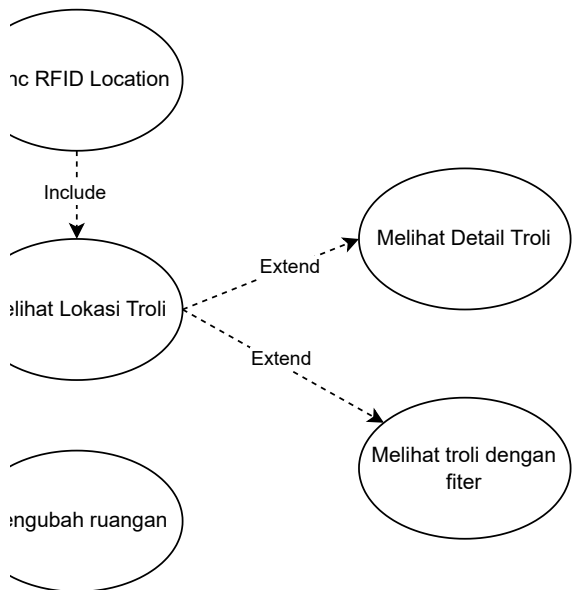 nc RFID Location
Include
elihat Lokasi Troli
Extend
Melihat Detail Troli
Extend
Melihat troli dengan
fiter
engubah ruangan